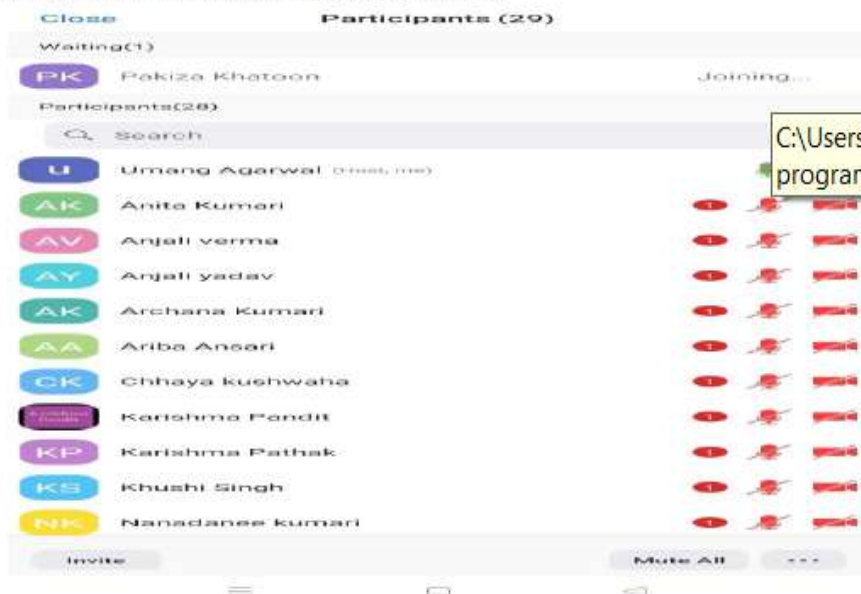 Close Participants (29)
Waiting(1)
PK Pakiza Khatoon Joining...
Participants(28)
Search
C:\Users
program
U Umang Agarwal (Host, me)
AK Anita Kumari
AV Anjali verma
AY Anjali yadav
AK Archana Kumari
AA Ariba Ansari
CK Chhaya kushwaha
Karishma Pandit
KP Karishma Pathak
KS Khushi Singh
NK Nanadanee kumari
Invite Mute All ...